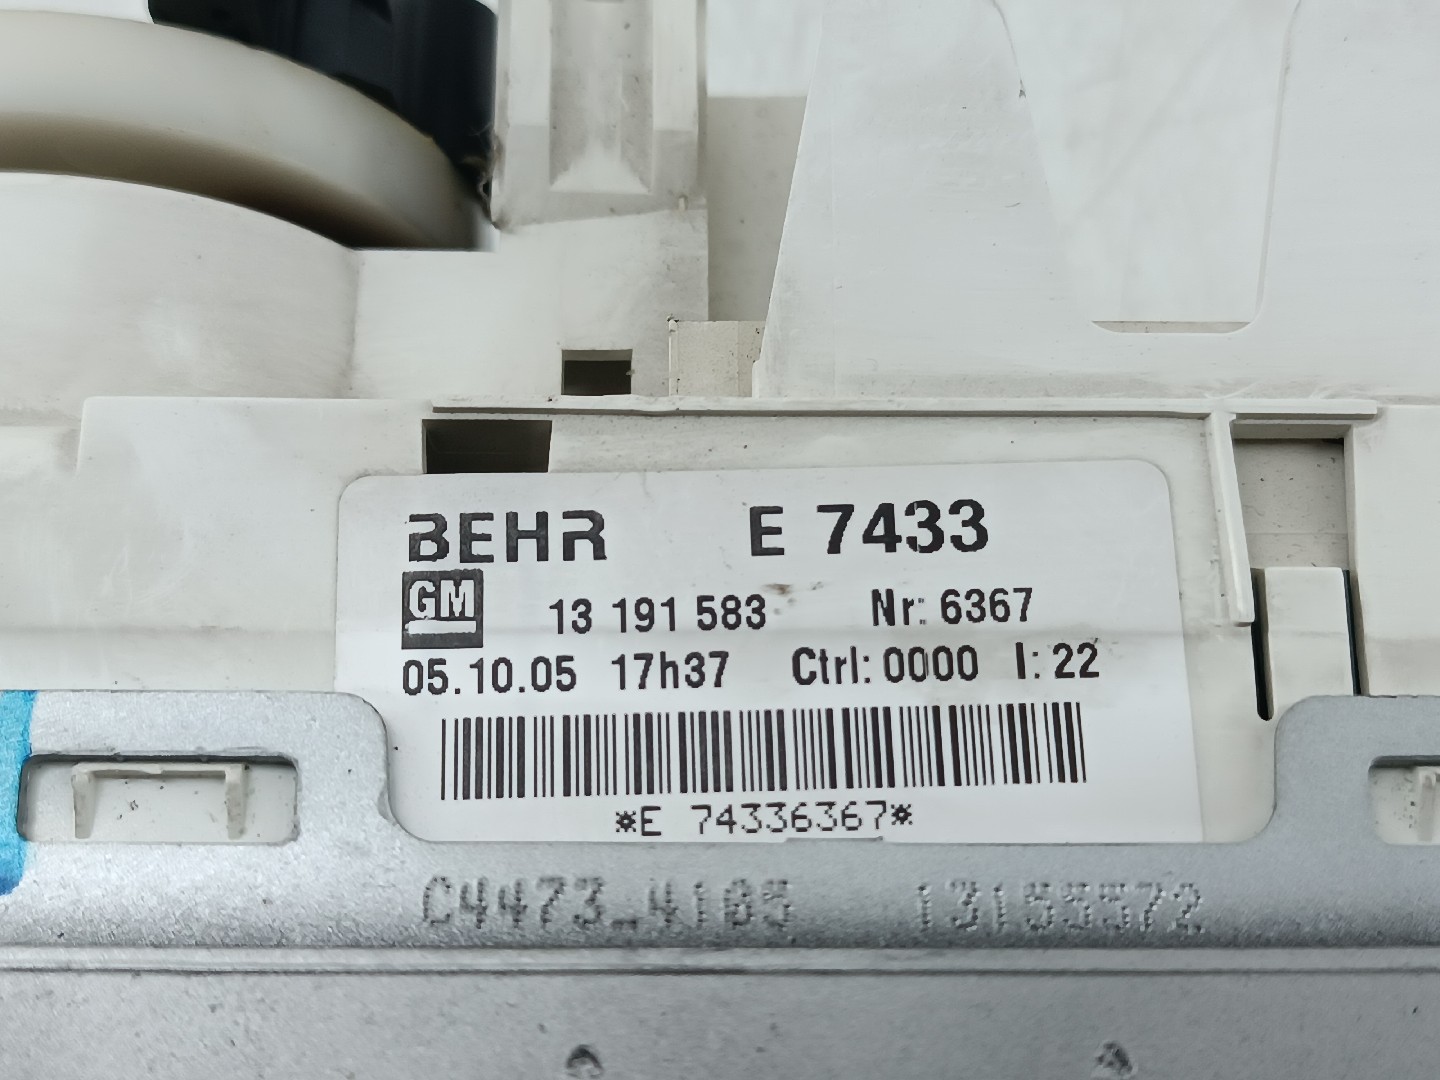 BEHR E 7433
GM 13 191 583 Nr: 6367
05.10.05 17h37 Ctrl: 0000 I: 22
*E 74336367*
C4473_4105 13155572